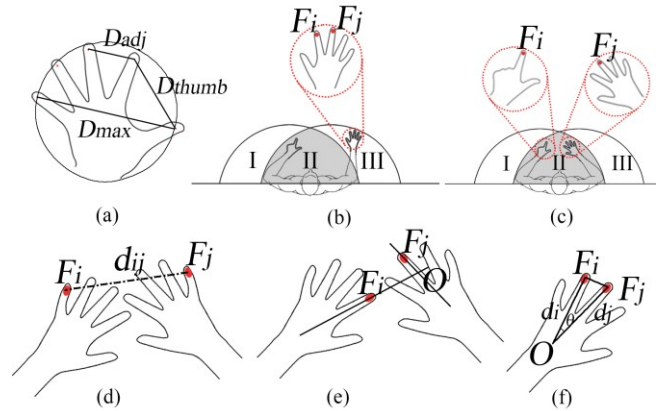 Dadj
Dthumb
Dmax
(a)
Fi Fj
I II III
(b)
Fi Fj
I II III
(c)
Fi dij Fj
(d)
Fi Fj O
(e)
Fi Fj
di θ dj
O
(f)